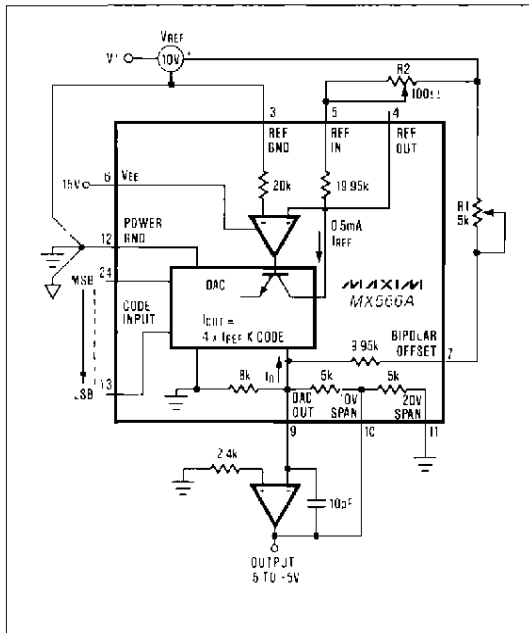 VREF
V+
10V
+
R2
100Ω
3
5
4
REF
GND
REF
IN
REF
OUT
6
VEE
15V
20k
19.95k
R1
5k
0.5mA
IREF
12
POWER
GND
24
MSB
DAC
MAXIM
MX566A
CODE
INPUT
IOUT =
4 x IREF X CODE
9.95k
BIPOLAR
OFFSET
7
13
LSB
8k
IO
5k
5k
DAC
OUT
10V
SPAN
20V
SPAN
9
10
11
2.4k
10pF
OUTPUT
5 TO -5V